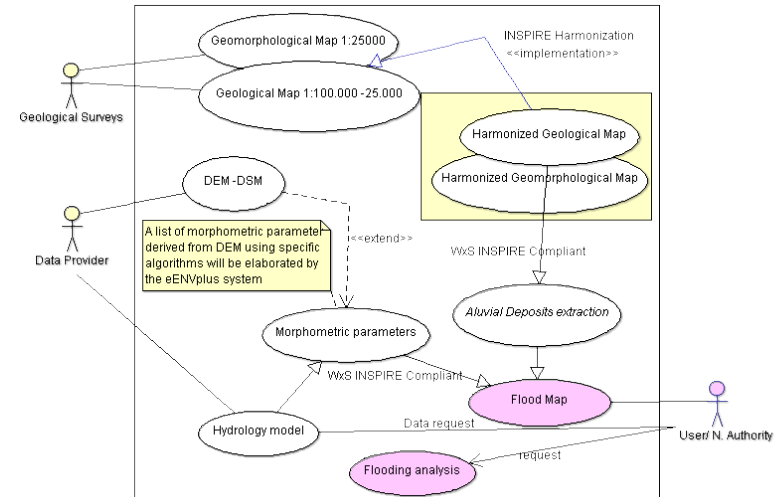 Geomorphological Map 1:25000
INSPIRE Harmonization
<<implementation>>
Geological Map 1:100.000 -25.000
Geological Surveys
Harmonized Geological Map
Harmonized Geomorphological Map
DEM -DSM
A list of morphometric parameter
derived from DEM using specific
algorithms will be elaborated by
the eENVplus system
<<extend>>
Data Provider
WxS INSPIRE Compliant
Aluvial Deposits extraction
Morphometric parameters
WxS INSPIRE Compliant
Flood Map
Hydrology model
Data request
User/ N. Authority
request
Flooding analysis